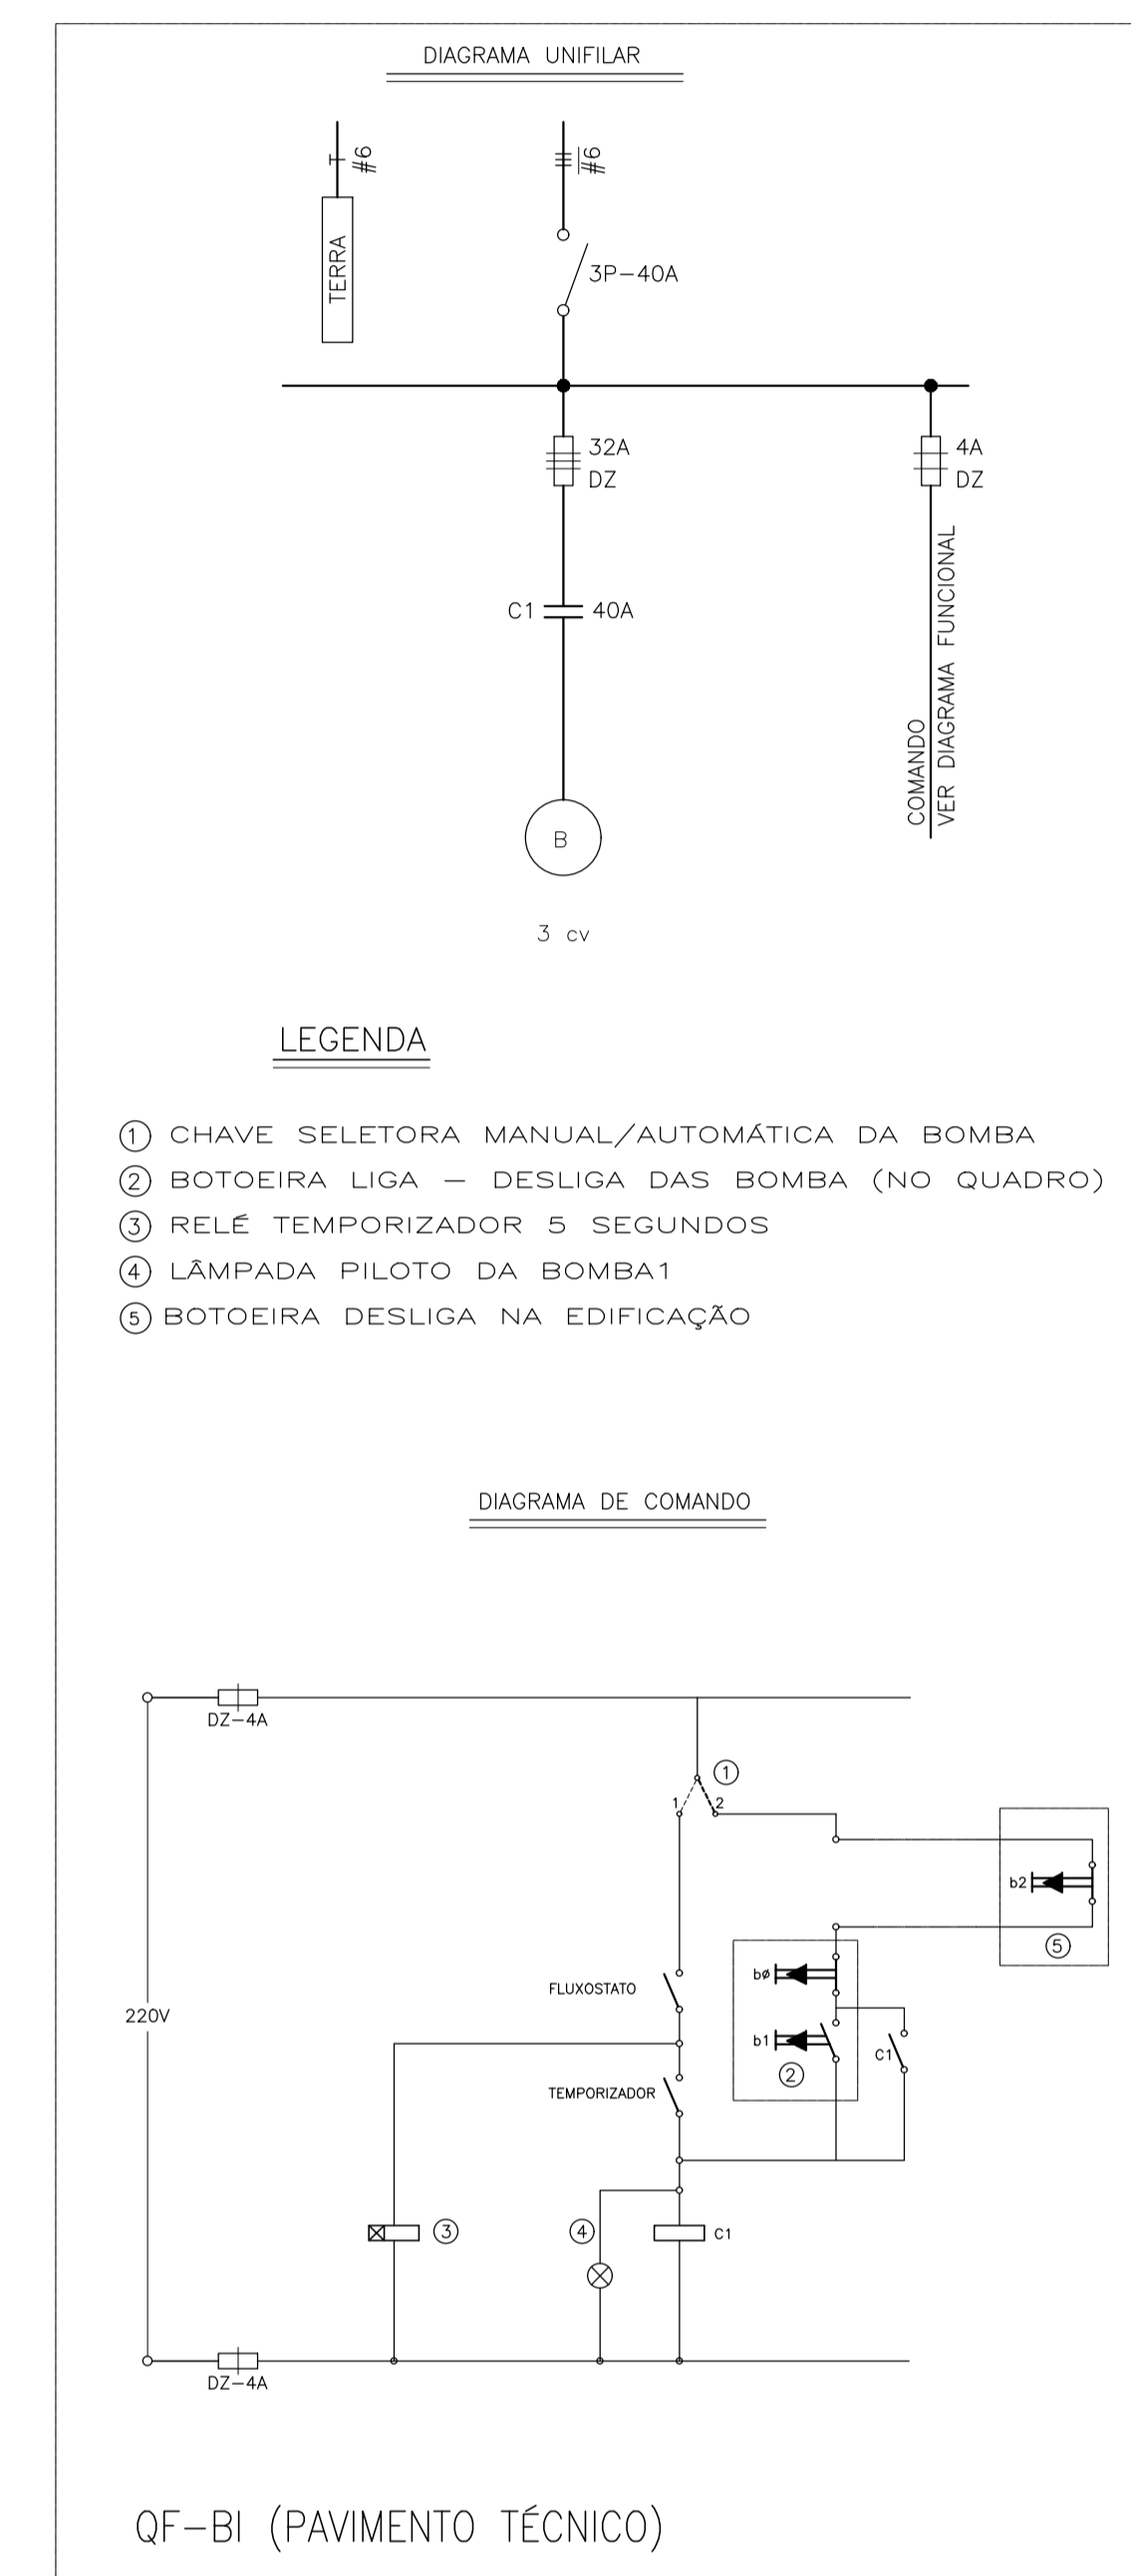 DIAGRAMA UNIFILAR
#6
#6
TERRA
3P-40A
32A
DZ
4A
DZ
C1
40A
COMANDO
VER DIAGRAMA FUNCIONAL
B
3 cv
LEGENDA
1 CHAVE SELETORA MANUAL/AUTOMÁTICA DA BOMBA
2 BOTOEIRA LIGA – DESLIGA DAS BOMBA (NO QUADRO)
3 RELÉ TEMPORIZADOR 5 SEGUNDOS
4 LÂMPADA PILOTO DA BOMBA1
5 BOTOEIRA DESLIGA NA EDIFICAÇÃO
DIAGRAMA DE COMANDO
DZ-4A
1
1
2
b2
5
bø
FLUXOSTATO
220V
b1
C1
2
TEMPORIZADOR
3
4
C1
DZ-4A
QF-BI (PAVIMENTO TÉCNICO)